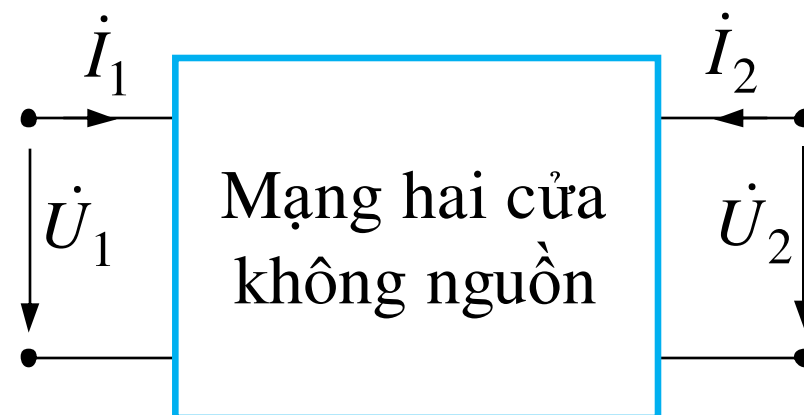 İ1
İ2
U̇1
Mạng hai cửa
không nguồn
U̇2